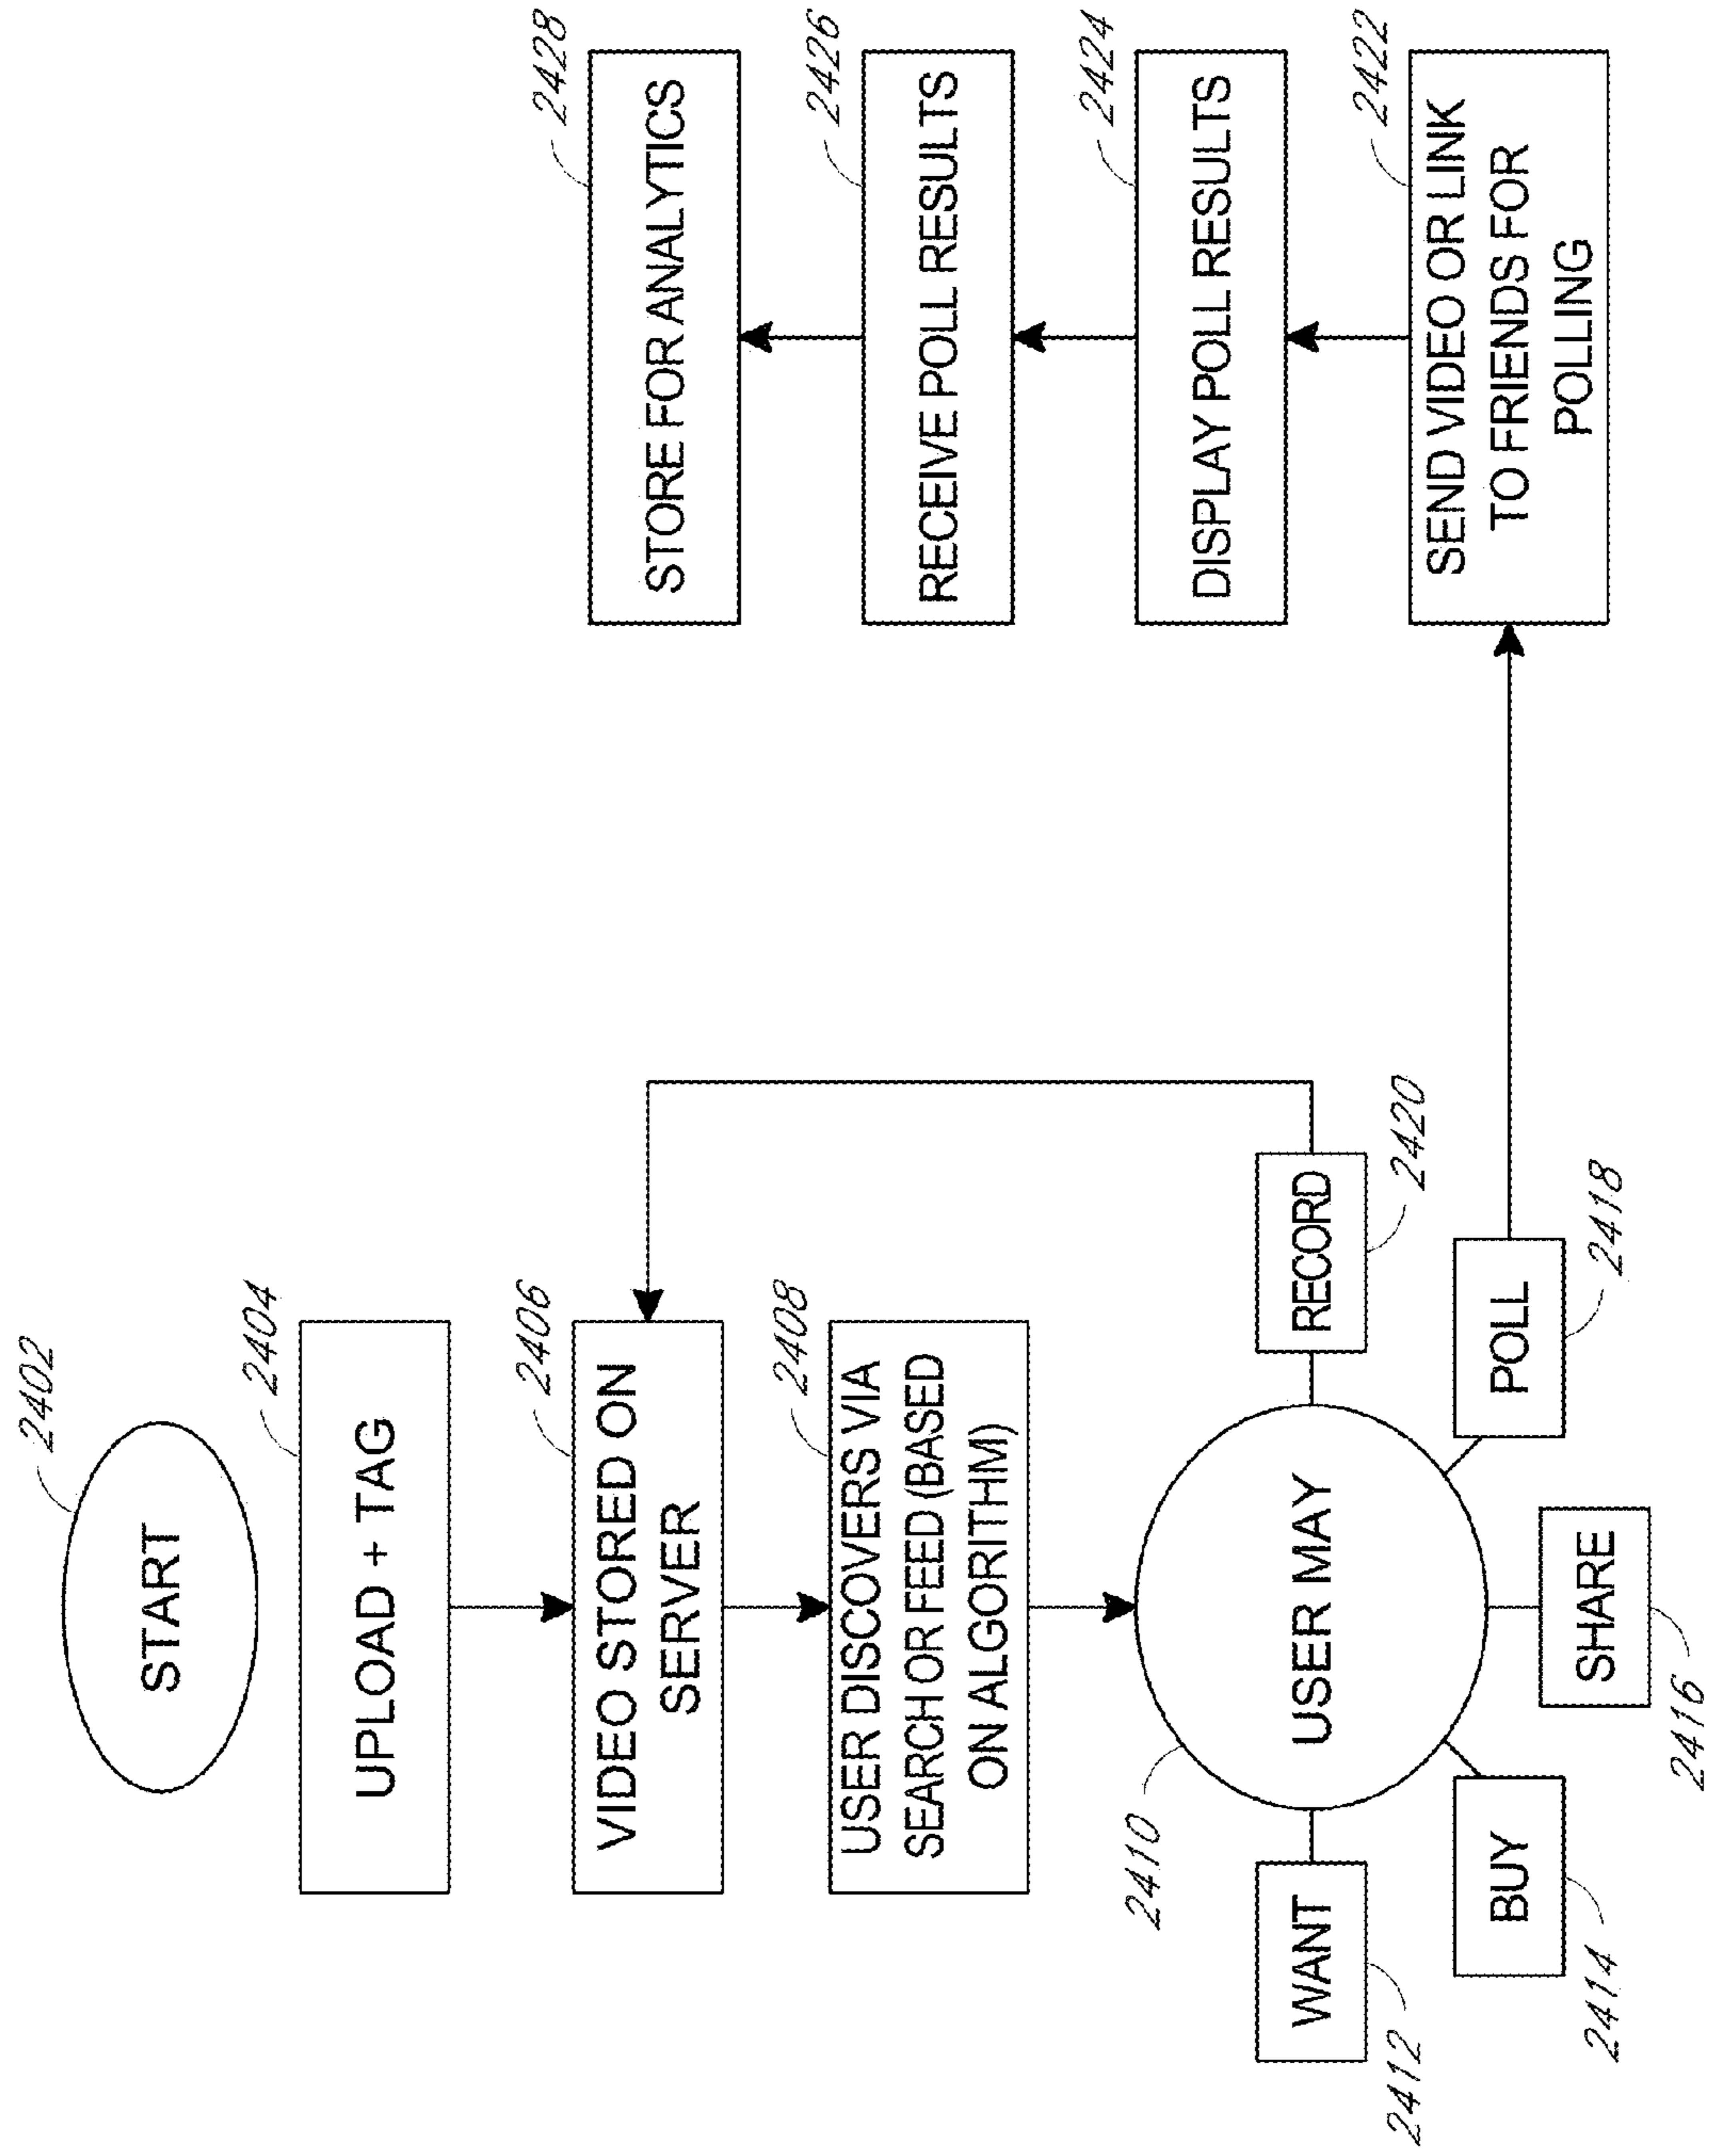 2402
START
2404
UPLOAD + TAG
2406
VIDEO STORED ON
SERVER
2408
USER DISCOVERS VIA
SEARCH OR FEED (BASED
ON ALGORITHM)
2410
USER MAY
WANT
2412
BUY
2414
SHARE
2416
POLL
2418
RECORD
2420
2428
STORE FOR ANALYTICS
2426
RECEIVE POLL RESULTS
2424
DISPLAY POLL RESULTS
2422
SEND VIDEO OR LINK
TO FRIENDS FOR
POLLING